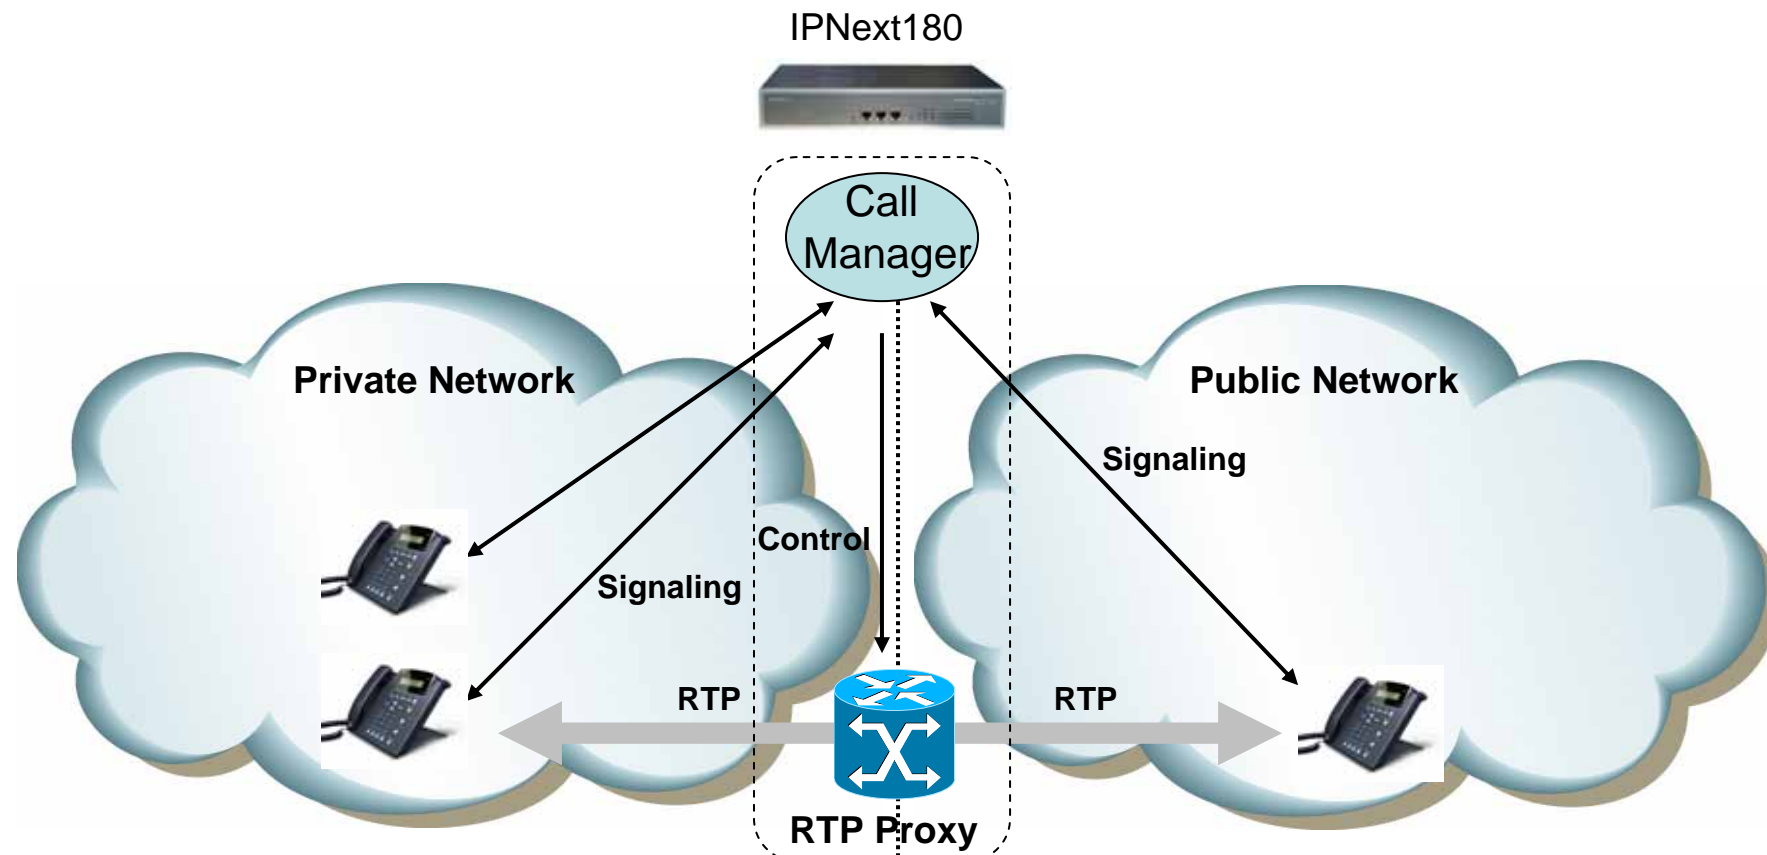 IPNext180
Call
Manager
Private Network
Public Network
Signaling
Control
Signaling
RTP
RTP
RTP Proxy